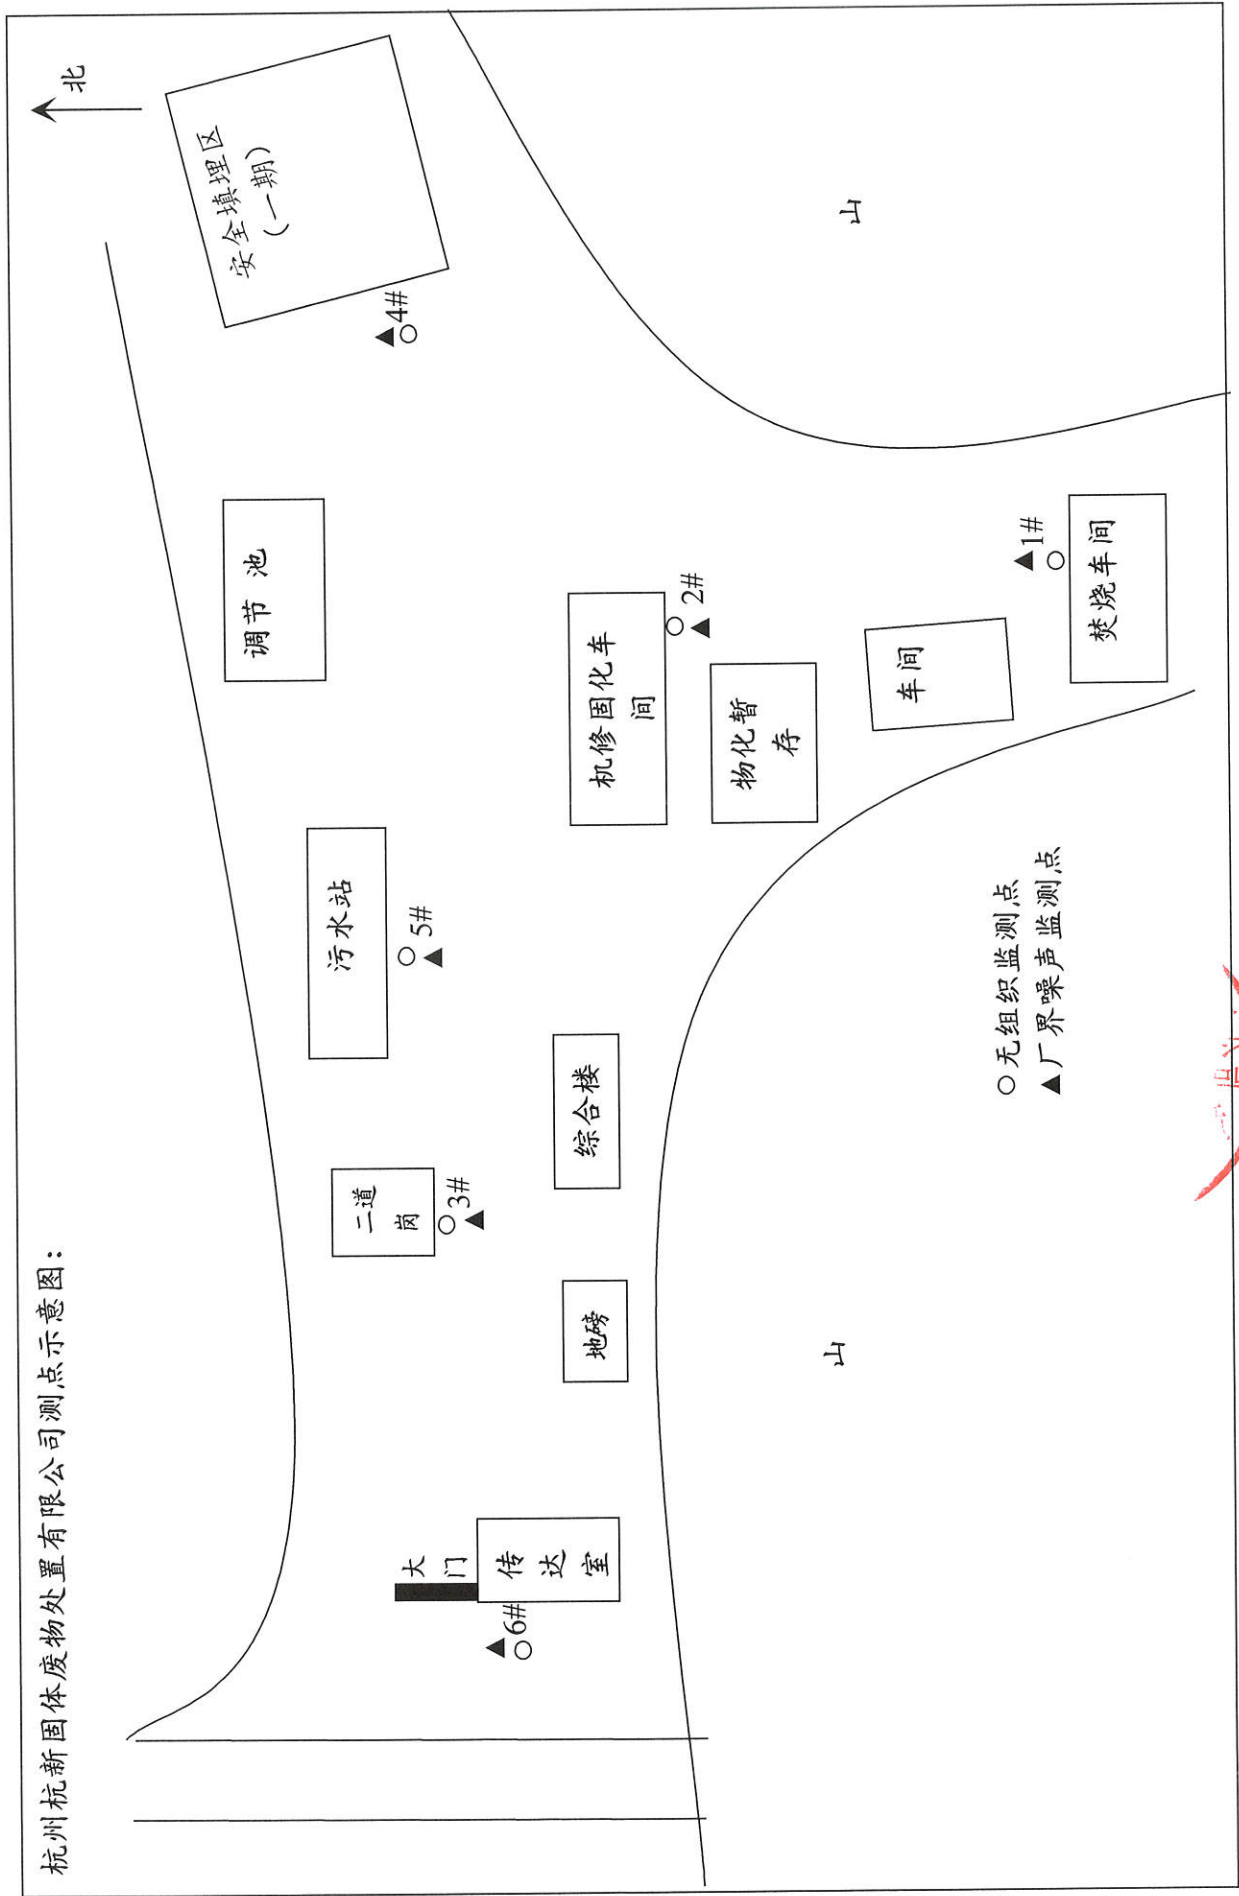 杭州杭新固体废物处置有限公司测点示意图：
北
安全填埋区
（一期）
4#
调节 池
污水站
5#
二道
岗
3#
大
门
传
达
室
6#
地磅
综合楼
机修固化车
间
2#
物化暂
存
车间
1#
焚烧车间
山
山
无组织监测点
厂界噪声监测点